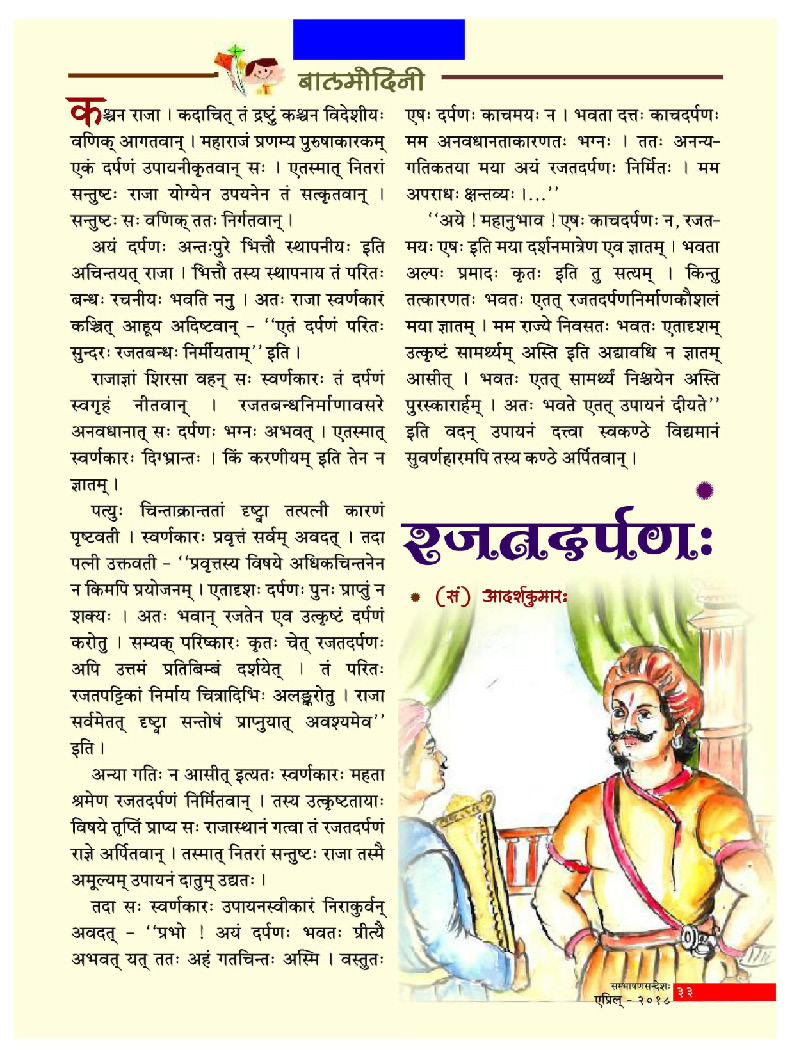 बालमोदिनी
कश्चन राजा । कदाचित् तं द्रष्टुं कश्चन विदेशीयः
वणिक् आगतवान् । महाराजं प्रणम्य पुरुषाकारकम्
एकं दर्पणं उपायनीकृतवान् सः । एतस्मात् नितरां
सन्तुष्टः राजा योग्येन उपयनेन तं सत्कृतवान् ।
सन्तुष्टः सः वणिक् ततः निर्गतवान् ।
अयं दर्पणः अन्तःपुरे भित्तौ स्थापनीयः इति
अचिन्तयत् राजा । भित्तौ तस्य स्थापनाय तं परितः
बन्धः रचनीयः भवति ननु । अतः राजा स्वर्णकारं
कञ्चित् आहूय अदिष्टवान् – ‘‘एतं दर्पणं परितः
सुन्दरः रजतबन्धः निर्मीयताम्’’ इति ।
राजाज्ञां शिरसा वहन् सः स्वर्णकारः तं दर्पणं
स्वगृहं नीतवान् । रजतबन्धनिर्माणावसरे
अनवधानात् सः दर्पणः भग्नः अभवत् । एतस्मात्
स्वर्णकारः दिग्भ्रान्तः । किं करणीयम् इति तेन न
ज्ञातम् ।
पत्युः चिन्ताक्रान्ततां दृष्ट्वा तत्पत्नी कारणं
पृष्टवती । स्वर्णकारः प्रवृत्तं सर्वम् अवदत् । तदा
पत्नी उक्तवती – ‘‘प्रवृत्तस्य विषये अधिकचिन्तनेन
न किमपि प्रयोजनम् । एतादृशः दर्पणः पुनः प्राप्तुं न
शक्यः । अतः भवान् रजतेन एव उत्कृष्टं दर्पणं
करोतु । सम्यक् परिष्कारः कृतः चेत् रजतदर्पणः
अपि उत्तमं प्रतिबिम्बं दर्शयेत् । तं परितः
रजतपट्टिकां निर्माय चित्रादिभिः अलङ्करोतु । राजा
सर्वमेतत् दृष्ट्वा सन्तोषं प्राप्नुयात् अवश्यमेव’’
इति ।
अन्या गतिः न आसीत् इत्यतः स्वर्णकारः महता
श्रमेण रजतदर्पणं निर्मितवान् । तस्य उत्कृष्टतायाः
विषये तृप्तिं प्राप्य सः राजास्थानं गत्वा तं रजतदर्पणं
राज्ञे अर्पितवान् । तस्मात् नितरां सन्तुष्टः राजा तस्मै
अमूल्यम् उपायनं दातुम् उद्यतः ।
तदा सः स्वर्णकारः उपायनस्वीकारं निराकुर्वन्
अवदत् – ‘‘प्रभो ! अयं दर्पणः भवतः प्रीत्यै
अभवत् यत् ततः अहं गतचिन्तः अस्मि । वस्तुतः
एषः दर्पणः काचमयः न । भवता दत्तः काचदर्पणः
मम अनवधानताकारणतः भग्नः । ततः अनन्य-
गतिकतया मया अयं रजतदर्पणः निर्मितः । मम
अपराधः क्षन्तव्यः ।...’’
‘‘अये ! महानुभाव ! एषः काचदर्पणः न, रजत-
मयः एषः इति मया दर्शनमात्रेण एव ज्ञातम् । भवता
अल्पः प्रमादः कृतः इति तु सत्यम् । किन्तु
तत्कारणतः भवतः एतत् रजतदर्पणनिर्माणकौशलं
मया ज्ञातम् । मम राज्ये निवसतः भवतः एतादृशम्
उत्कृष्टं सामर्थ्यम् अस्ति इति अद्यावधि न ज्ञातम्
आसीत् । भवतः एतत् सामर्थ्यं निश्चयेन अस्ति
पुरस्कारार्हम् । अतः भवते एतत् उपायनं दीयते’’
इति वदन् उपायनं दत्त्वा स्वकण्ठे विद्यमानं
सुवर्णहारमपि तस्य कण्ठे अर्पितवान् ।
रजतदर्पणः
(सं) आदर्शकुमारः
सम्भाषणसन्देशः
एप्रिल् - २०१८ ३३